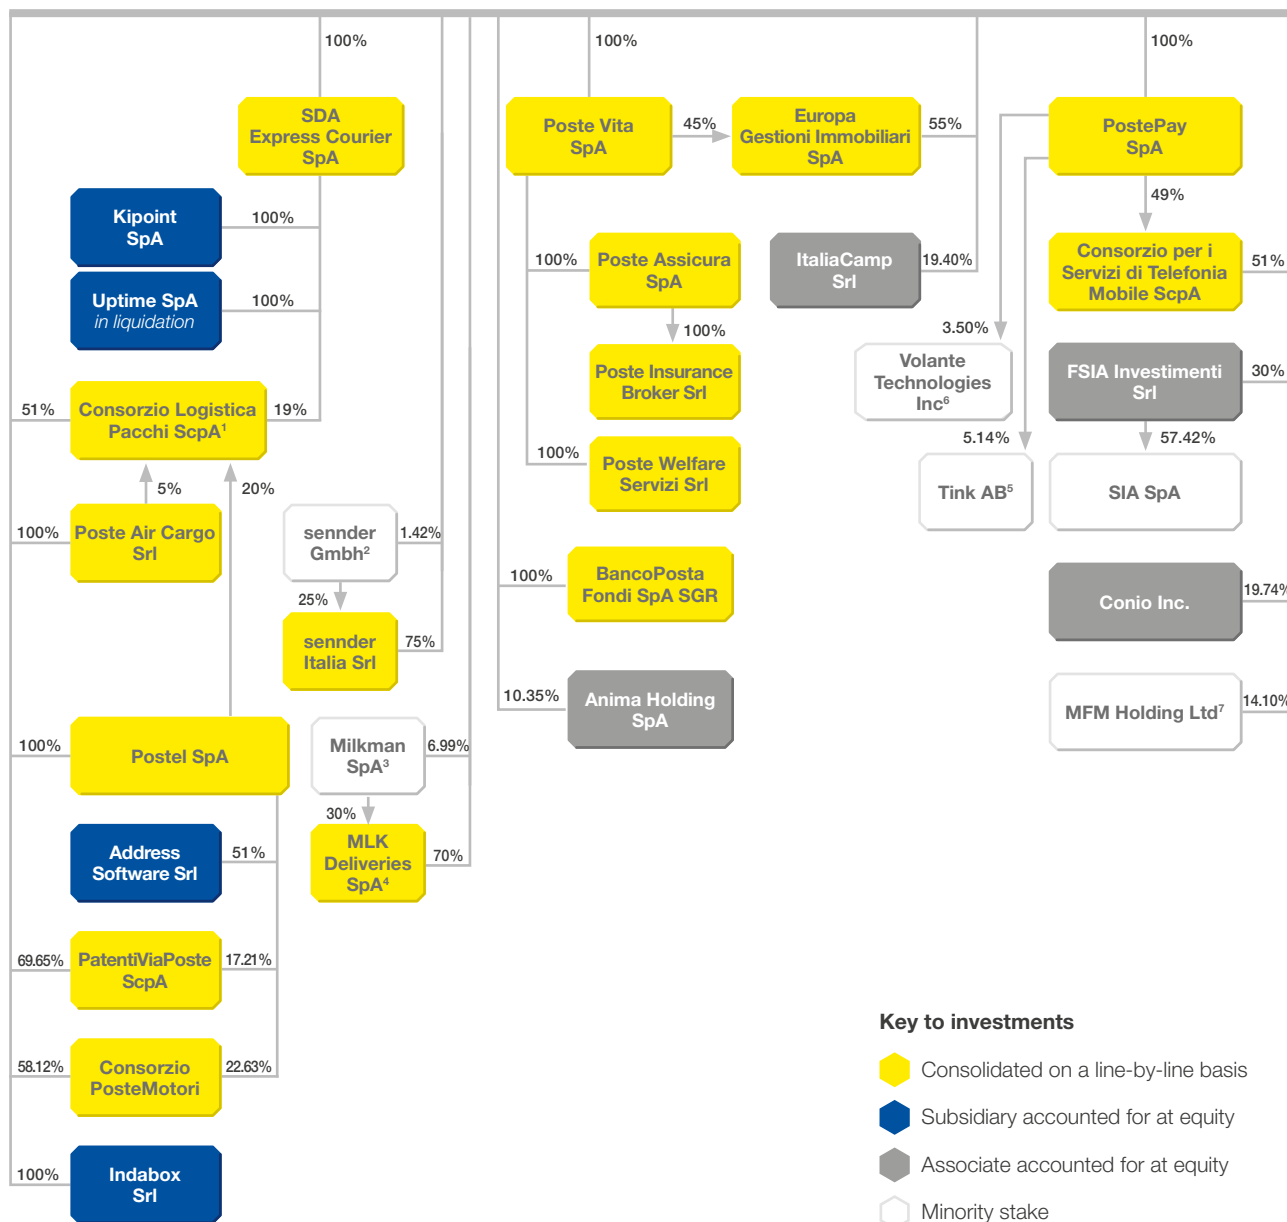 100%
100%
100%
SDA
Express Courier
SpA
Poste Vita
SpA
45%
Europa
Gestioni Immobiliari
SpA
55%
PostePay
SpA
49%
Kipoint
SpA
100%
Uptime SpA
in liquidation
100%
100%
Poste Assicura
SpA
ItaliaCamp
Srl
19.40%
Consorzio per i
Servizi di Telefonia
Mobile ScpA
51%
100%
3.50%
Poste Insurance
Broker Srl
Volante
Technologies
Inc⁶
FSIA Investimenti
Srl
30%
51%
Consorzio Logistica
Pacchi ScpA¹
19%
5.14%
57.42%
100%
Poste Welfare
Servizi Srl
Tink AB⁵
SIA SpA
5%
20%
100%
Poste Air Cargo
Srl
sennder
Gmbh²
1.42%
100%
BancoPosta
Fondi SpA SGR
Conio Inc.
19.74%
25%
sennder
Italia Srl
75%
10.35%
Anima Holding
SpA
MFM Holding Ltd⁷
14.10%
100%
Postel SpA
Milkman
SpA³
6.99%
30%
MLK
Deliveries
SpA⁴
70%
Address
Software Srl
51%
69.65%
PatentiViaPoste
ScpA
17.21%
58.12%
Consorzio
PosteMotori
22.63%
100%
Indabox
Srl
Key to investments
Consolidated on a line-by-line basis
Subsidiary accounted for at equity
Associate accounted for at equity
Minority stake